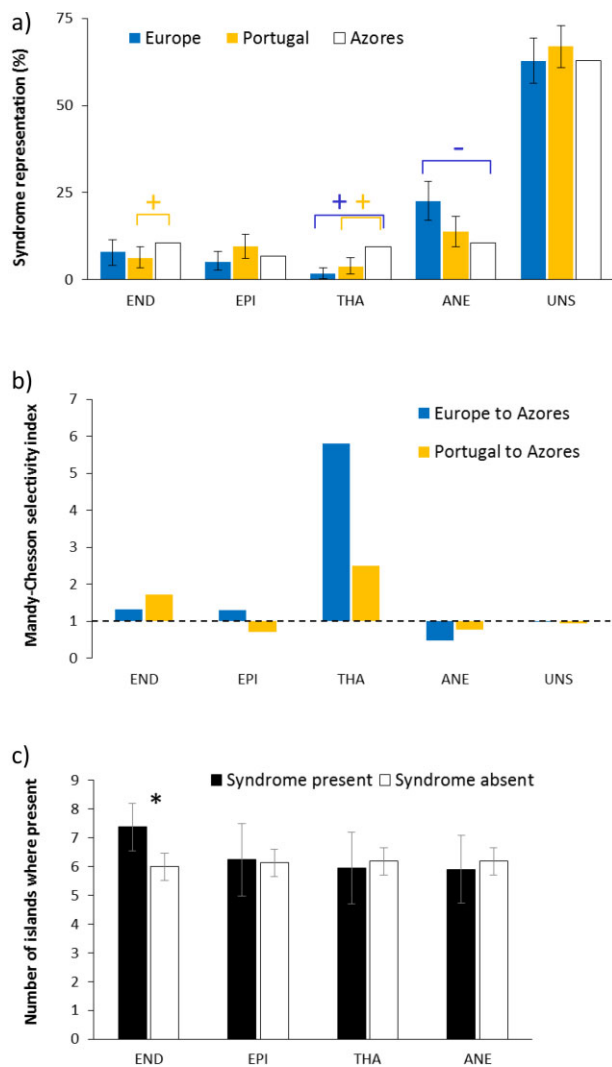 a)
Syndrome representation (%)
75
50
25
0
Europe Portugal Azores
+ + + -
END EPI THA ANE UNS
b)
Mandy-Chesson selectivity index
7
6
5
4
3
2
1
0
Europe to Azores
Portugal to Azores
END EPI THA ANE UNS
c)
Number of islands where present
9
8
7
6
5
4
3
2
1
0
Syndrome present Syndrome absent
*
END EPI THA ANE